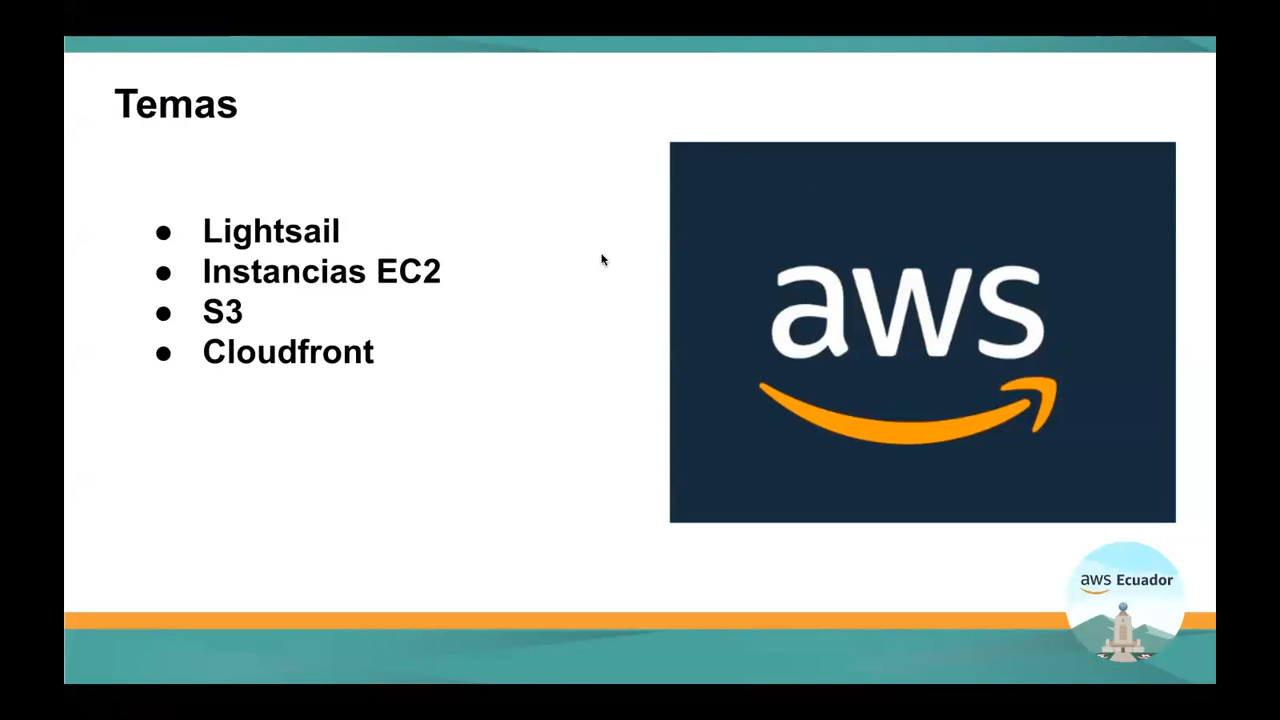 Temas
● Lightsail
● Instancias EC2
● S3
● Cloudfront
aws
aws Ecuador